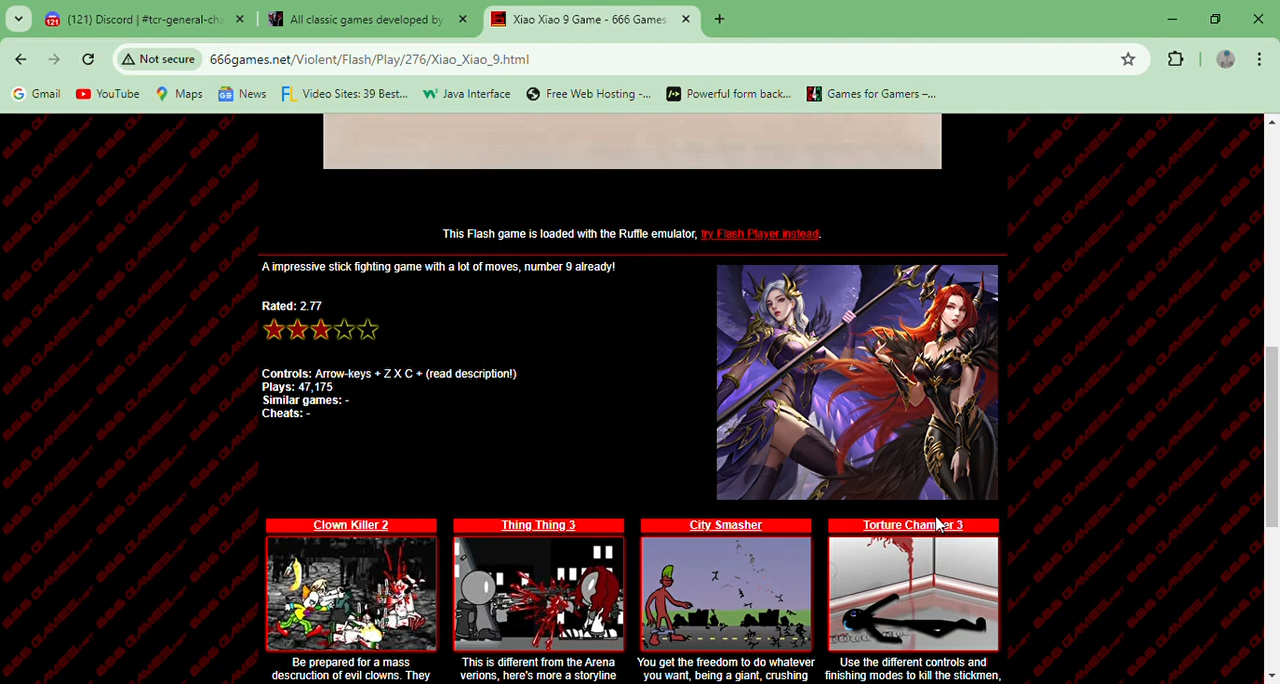 (121) Discord | #tcr-general-cha
All classic games developed by
Xiao Xiao 9 Game - 666 Games
Not secure
666games.net/Violent/Flash/Play/276/Xiao_Xiao_9.html
Gmail
YouTube
Maps
News
Video Sites: 39 Best...
Java Interface
Free Web Hosting -...
Powerful form back...
Games for Gamers –...
This Flash game is loaded with the Ruffle emulator, try Flash Player instead.
A impressive stick fighting game with a lot of moves, number 9 already!
Rated: 2.77
Controls: Arrow-keys + Z X C + (read description!)
Plays: 47,175
Similar games: -
Cheats: -
Clown Killer 2
Thing Thing 3
City Smasher
Torture Chamber 3
Be prepared for a mass
descruction of evil clowns. They
This is different from the Arena
verions, here's more a storyline
You get the freedom to do whatever
you want, being a giant, crushing
Use the different controls and
finishing modes to kill the stickmen,